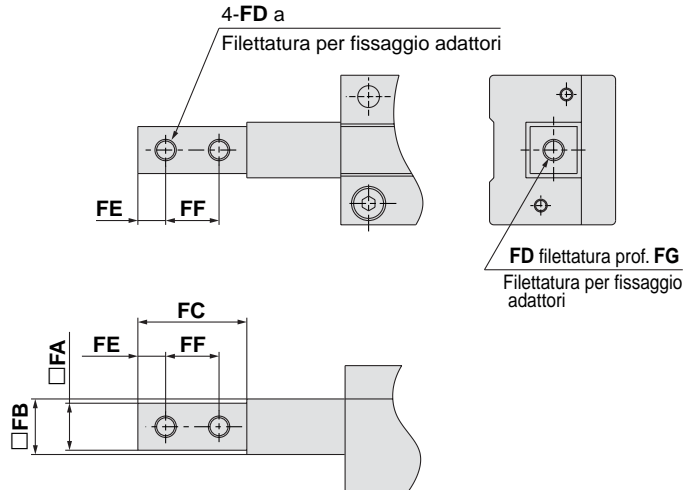 4-FD a
Filettatura per fissaggio adattori
FE
FF
FD filettatura prof. FG
Filettatura per fissaggio
adattori
FC
FE
FF
□FA
□FB